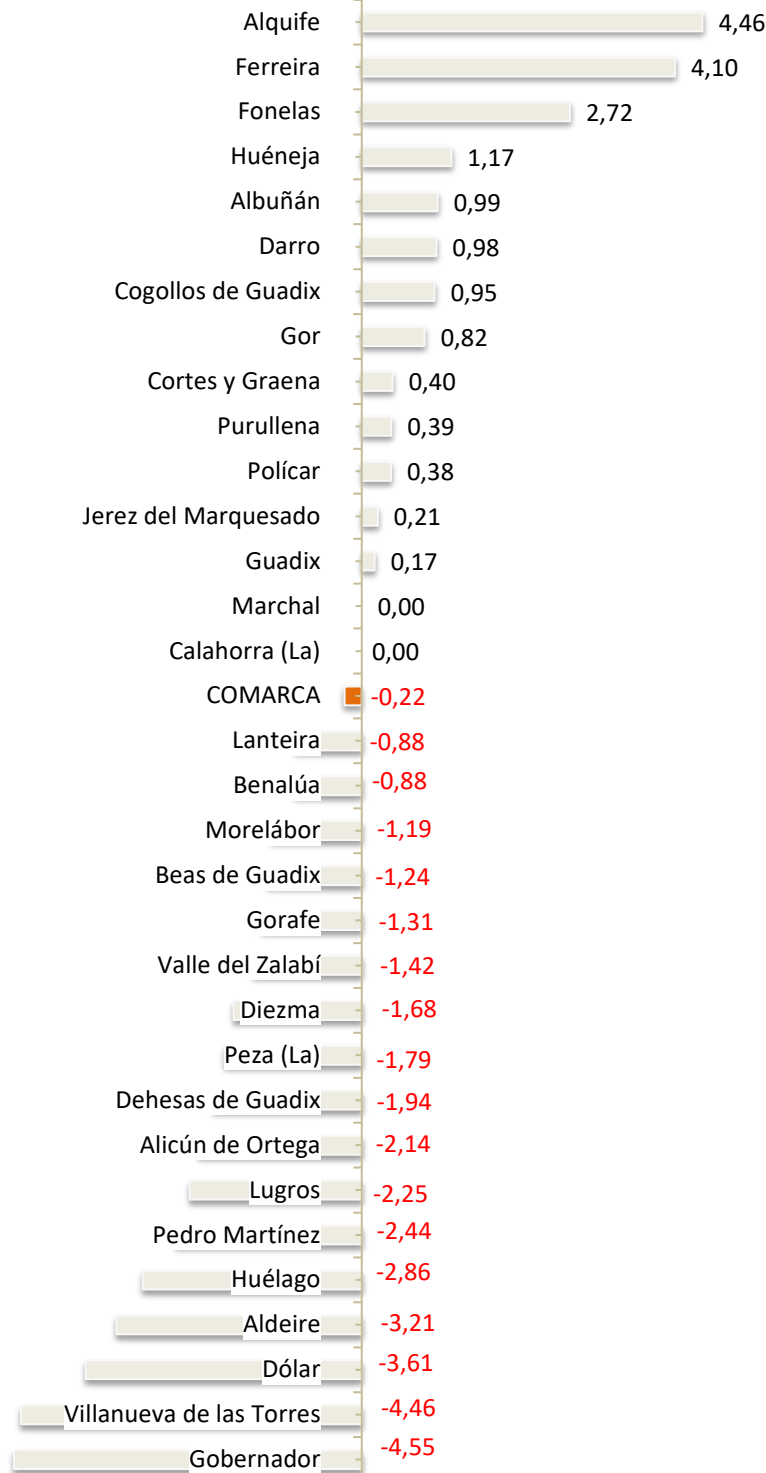 Alquife 4,46
Ferreira 4,10
Fonelas 2,72
Huéneja 1,17
Albuñán 0,99
Darro 0,98
Cogollos de Guadix 0,95
Gor 0,82
Cortes y Graena 0,40
Purullena 0,39
Polícar 0,38
Jerez del Marquesado 0,21
Guadix 0,17
Marchal 0,00
Calahorra (La) 0,00
COMARCA -0,22
Lanteira -0,88
Benalúa -0,88
Morelábor -1,19
Beas de Guadix -1,24
Gorafe -1,31
Valle del Zalabí -1,42
Diezma -1,68
Peza (La) -1,79
Dehesas de Guadix -1,94
Alicún de Ortega -2,14
Lugros -2,25
Pedro Martínez -2,44
Huélago -2,86
Aldeire -3,21
Dólar -3,61
Villanueva de las Torres -4,46
Gobernador -4,55